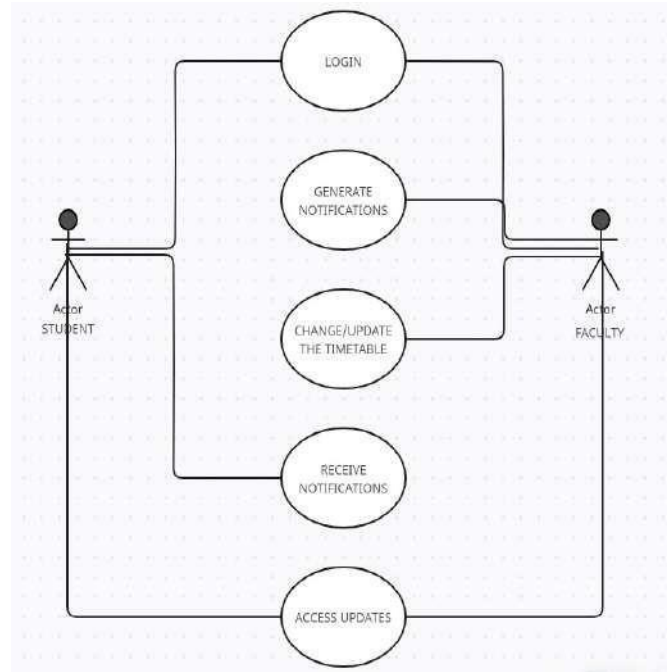 LOGIN
GENERATE
NOTIFICATIONS
Actor
STUDENT
Actor
FACULTY
CHANGE/UPDATE
THE TIMETABLE
RECEIVE
NOTIFICATIONS
ACCESS UPDATES